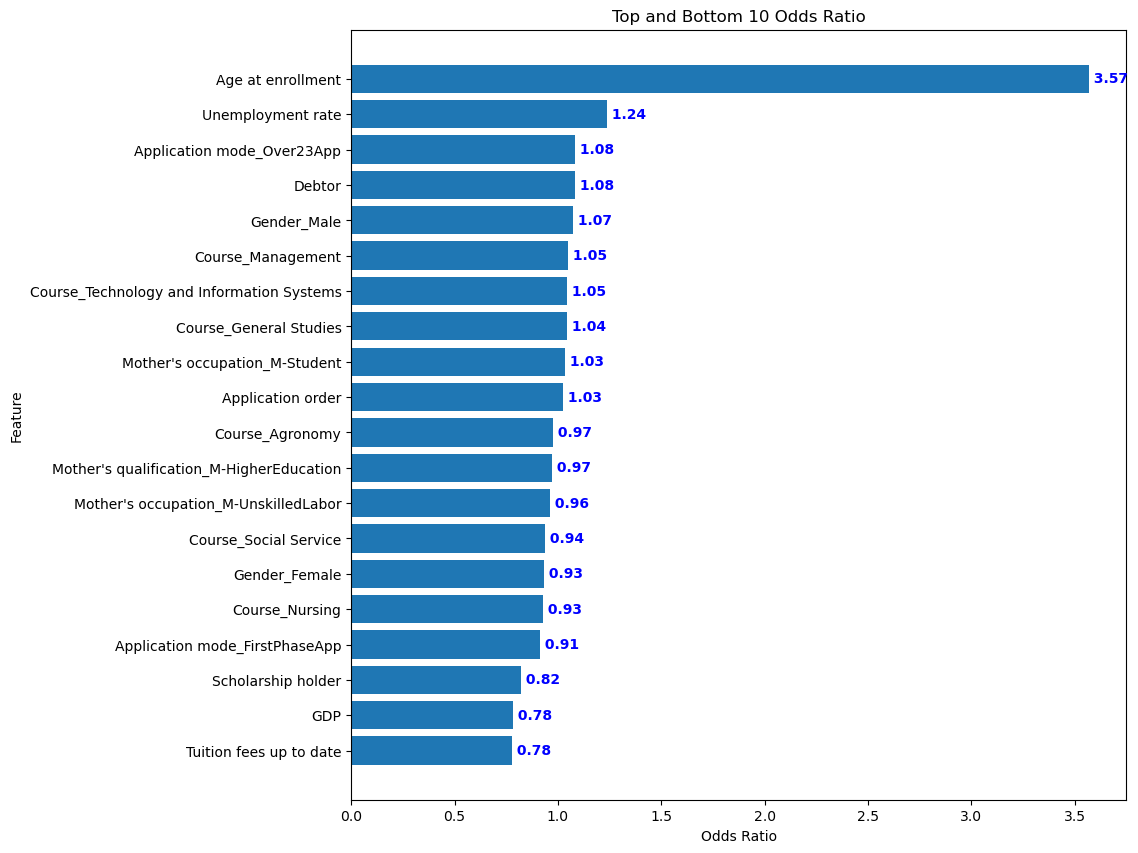 Top and Bottom 10 Odds Ratio
Feature
Age at enrollment 3.57
Unemployment rate 1.24
Application mode_Over23App 1.08
Debtor 1.08
Gender_Male 1.07
Course_Management 1.05
Course_Technology and Information Systems 1.05
Course_General Studies 1.04
Mother's occupation_M-Student 1.03
Application order 1.03
Course_Agronomy 0.97
Mother's qualification_M-HigherEducation 0.97
Mother's occupation_M-UnskilledLabor 0.96
Course_Social Service 0.94
Gender_Female 0.93
Course_Nursing 0.93
Application mode_FirstPhaseApp 0.91
Scholarship holder 0.82
GDP 0.78
Tuition fees up to date 0.78
0.0 0.5 1.0 1.5 2.0 2.5 3.0 3.5
Odds Ratio